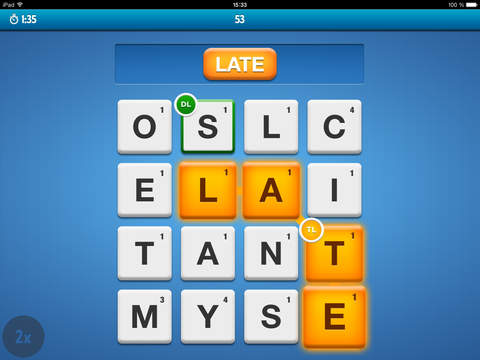 iPad 15:33 100 %
1:35 53
LATE
DL
O 1 S 1 L 1 C 4
E 1 L 1 A 1 I 1
TL
T 1 A 1 N 1 T 1
M 3 Y 4 S 1 E 1
2x